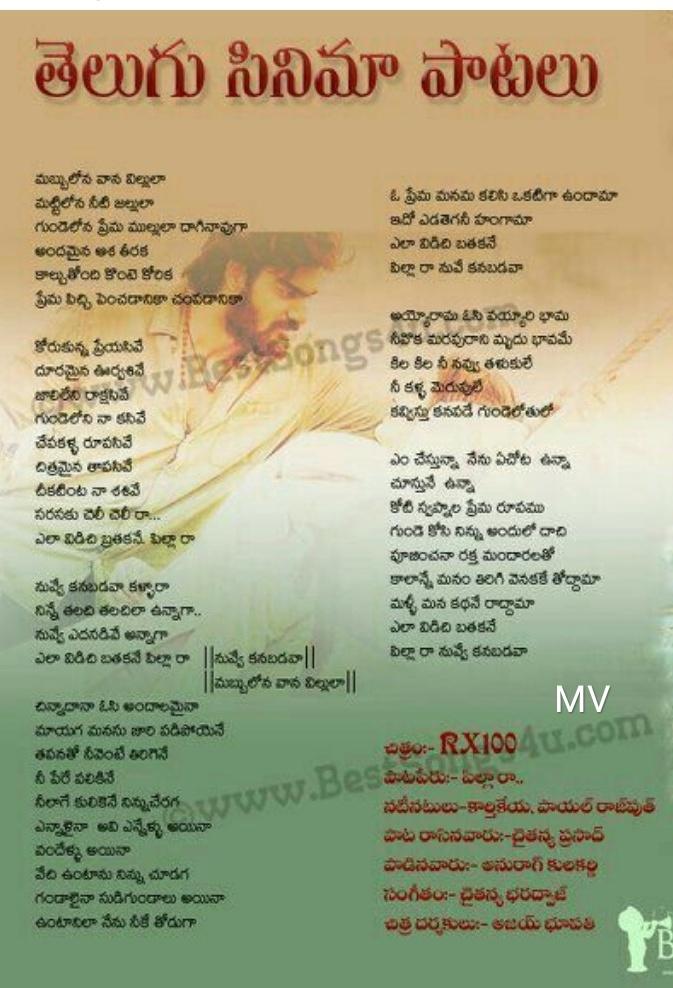 తెలుగు సినిమా పాటలు
మబ్బులోన వాన విల్లులా
మట్టిలోన నీటి జల్లులా
గుండెలోన ప్రేమ ముల్లులా దాగినావుగా
అందమైన ఆశ తీరక
కాల్చుతోంది కొంటె కోరిక
ప్రేమ పిచ్చి పెంచడానికా చంపడానికా
కోరుకున్న ప్రేయసివే
దూరమైన ఊర్వశివే
జాలిలేని రాక్షసివే
గుండెలోని నా కసివే
చేపకళ్ళ రూపసివే
చిత్రమైన తాపసివే
చీకటింట నా శశివే
సరసకు చెలీ చెలీ రా...
ఎలా విడిచి బ్రతకనే పిల్లా రా
నువ్వే కనబడవా కళ్ళారా
నిన్నే తలచి తలచిలా ఉన్నాగా..
నువ్వే ఎదసడివే అన్నాగా
ఎలా విడిచి బతకనే పిల్లా రా ||నువ్వే కనబడవా||
||మబ్బులోన వాన విల్లులా||
చిన్నాదానా ఓసి అందాలమైనా
మాయగ మనసు జారి పడిపోయెనే
తపనతో నీవెంటే తిరిగెనే
నీ పేరే పలికెనే
నీలాగే కులికెనే నిన్నుచేరగ
ఎన్నాళైనా అవి ఎన్నేళ్ళు అయినా
వందేళ్ళు అయినా
వేచి ఉంటాను నిన్ను చూడగ
గండాలైనా సుడిగుండాలు అయినా
ఉంటానిలా నేను నీకే తోడుగా
ఓ ప్రేమ మనమ కలిసి ఒకటిగా ఉందామా
ఇదో ఎడతెగనీ హంగామా
ఎలా విడిచి బతకనే
పిల్లా రా నువే కనబడవా
అయ్యోరామ ఓసి వయ్యారి భామ
నీవొక మరపురాని మృదు భావమే
కిల కిల నీ నవ్వు తళుకులే
నీ కళ్ళ మెరుపులే
కవ్విస్తు కనపడే గుండెలోతులో
ఎం చేస్తున్నా నేను ఏచోట ఉన్నా
చూస్తునే ఉన్నా
కోటి స్వప్నాల ప్రేమ రూపము
గుండె కోసి నిన్ను అందులో దాచి
పూజించనా రక్త మందారలతో
కాలాన్నే మనం తిరిగి వెనకకే తోద్దామా
మళ్ళీ మన కథనే రాద్దామా
ఎలా విడిచి బతకనే
పిల్లా రా నువ్వే కనబడవా
MV
చిత్రం:- RX100
పాటపేరు:- పిల్లా రా..
నటీనటులు-కార్తికేయ, పాయల్ రాజ్‌పుత్
పాట రాసినవారు:-చైతన్య ప్రసాద్
పాడినవారు:- అనురాగ్ కులకర్ణి
సంగీతం:- చైతన్య భరద్వాజ్
చిత్ర దర్శకులు:- అజయ్ భూపతి
www.BestSongs4u.com
©www.BestSongs4u.com
B